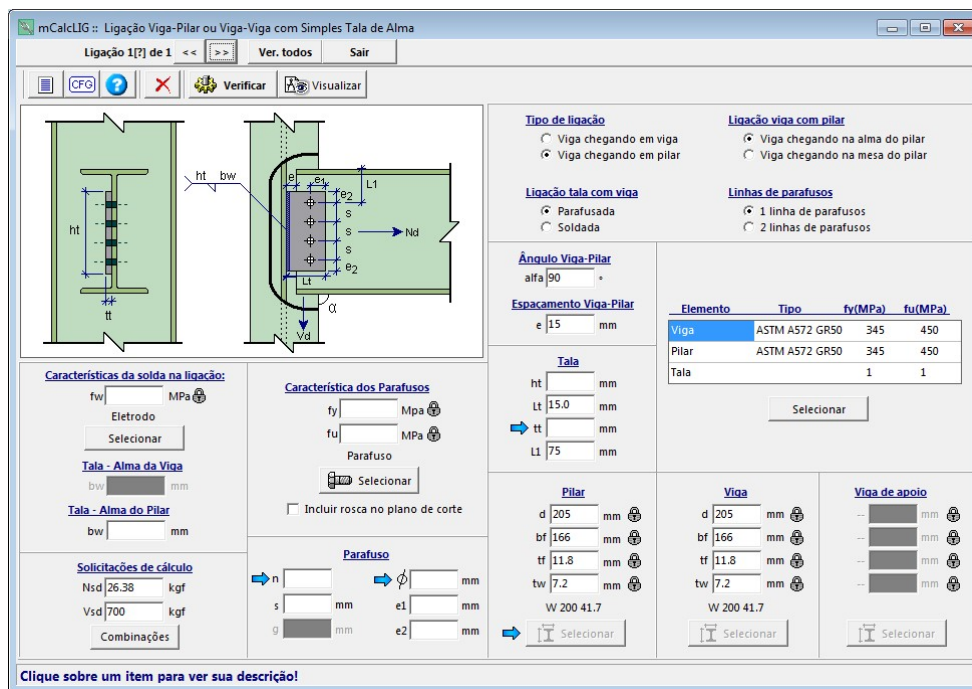 mCalcLIG :: Ligação Viga-Pilar ou Viga-Viga com Simples Tala de Alma
Ligação 1[?] de 1 << >> Ver. todos Sair
CFG ? Verificar Visualizar
ht bw
ht
tt
e e1
L1
e2
s
s
s
e2
Nd
Lt
α
Vd
Tipo de ligação
Viga chegando em viga
Viga chegando em pilar
Ligação viga com pilar
Viga chegando na alma do pilar
Viga chegando na mesa do pilar
Ligação tala com viga
Parafusada
Soldada
Linhas de parafusos
1 linha de parafusos
2 linhas de parafusos
Ângulo Viga-Pilar
alfa 90 °
Espaçamento Viga-Pilar
e 15 mm
Elemento Tipo fy(MPa) fu(MPa)
Viga ASTM A572 GR50 345 450
Pilar ASTM A572 GR50 345 450
Tala 1 1
Selecionar
Tala
ht mm
Lt 15.0 mm
tt mm
L1 75 mm
Características da solda na ligação:
fw MPa
Eletrodo
Selecionar
Tala - Alma da Viga
bw mm
Tala - Alma do Pilar
bw mm
Característica dos Parafusos
fy Mpa
fu MPa
Parafuso
Selecionar
Incluir rosca no plano de corte
Solicitações de cálculo
Nsd 26.38 kgf
Vsd 700 kgf
Combinações
Parafuso
n ϕ mm
s mm e1 mm
g mm e2 mm
Pilar
d 205 mm
bf 166 mm
tf 11.8 mm
tw 7.2 mm
W 200 41.7
Selecionar
Viga
d 205 mm
bf 166 mm
tf 11.8 mm
tw 7.2 mm
W 200 41.7
Selecionar
Viga de apoio
-- mm
-- mm
-- mm
-- mm
Selecionar
Clique sobre um item para ver sua descrição!